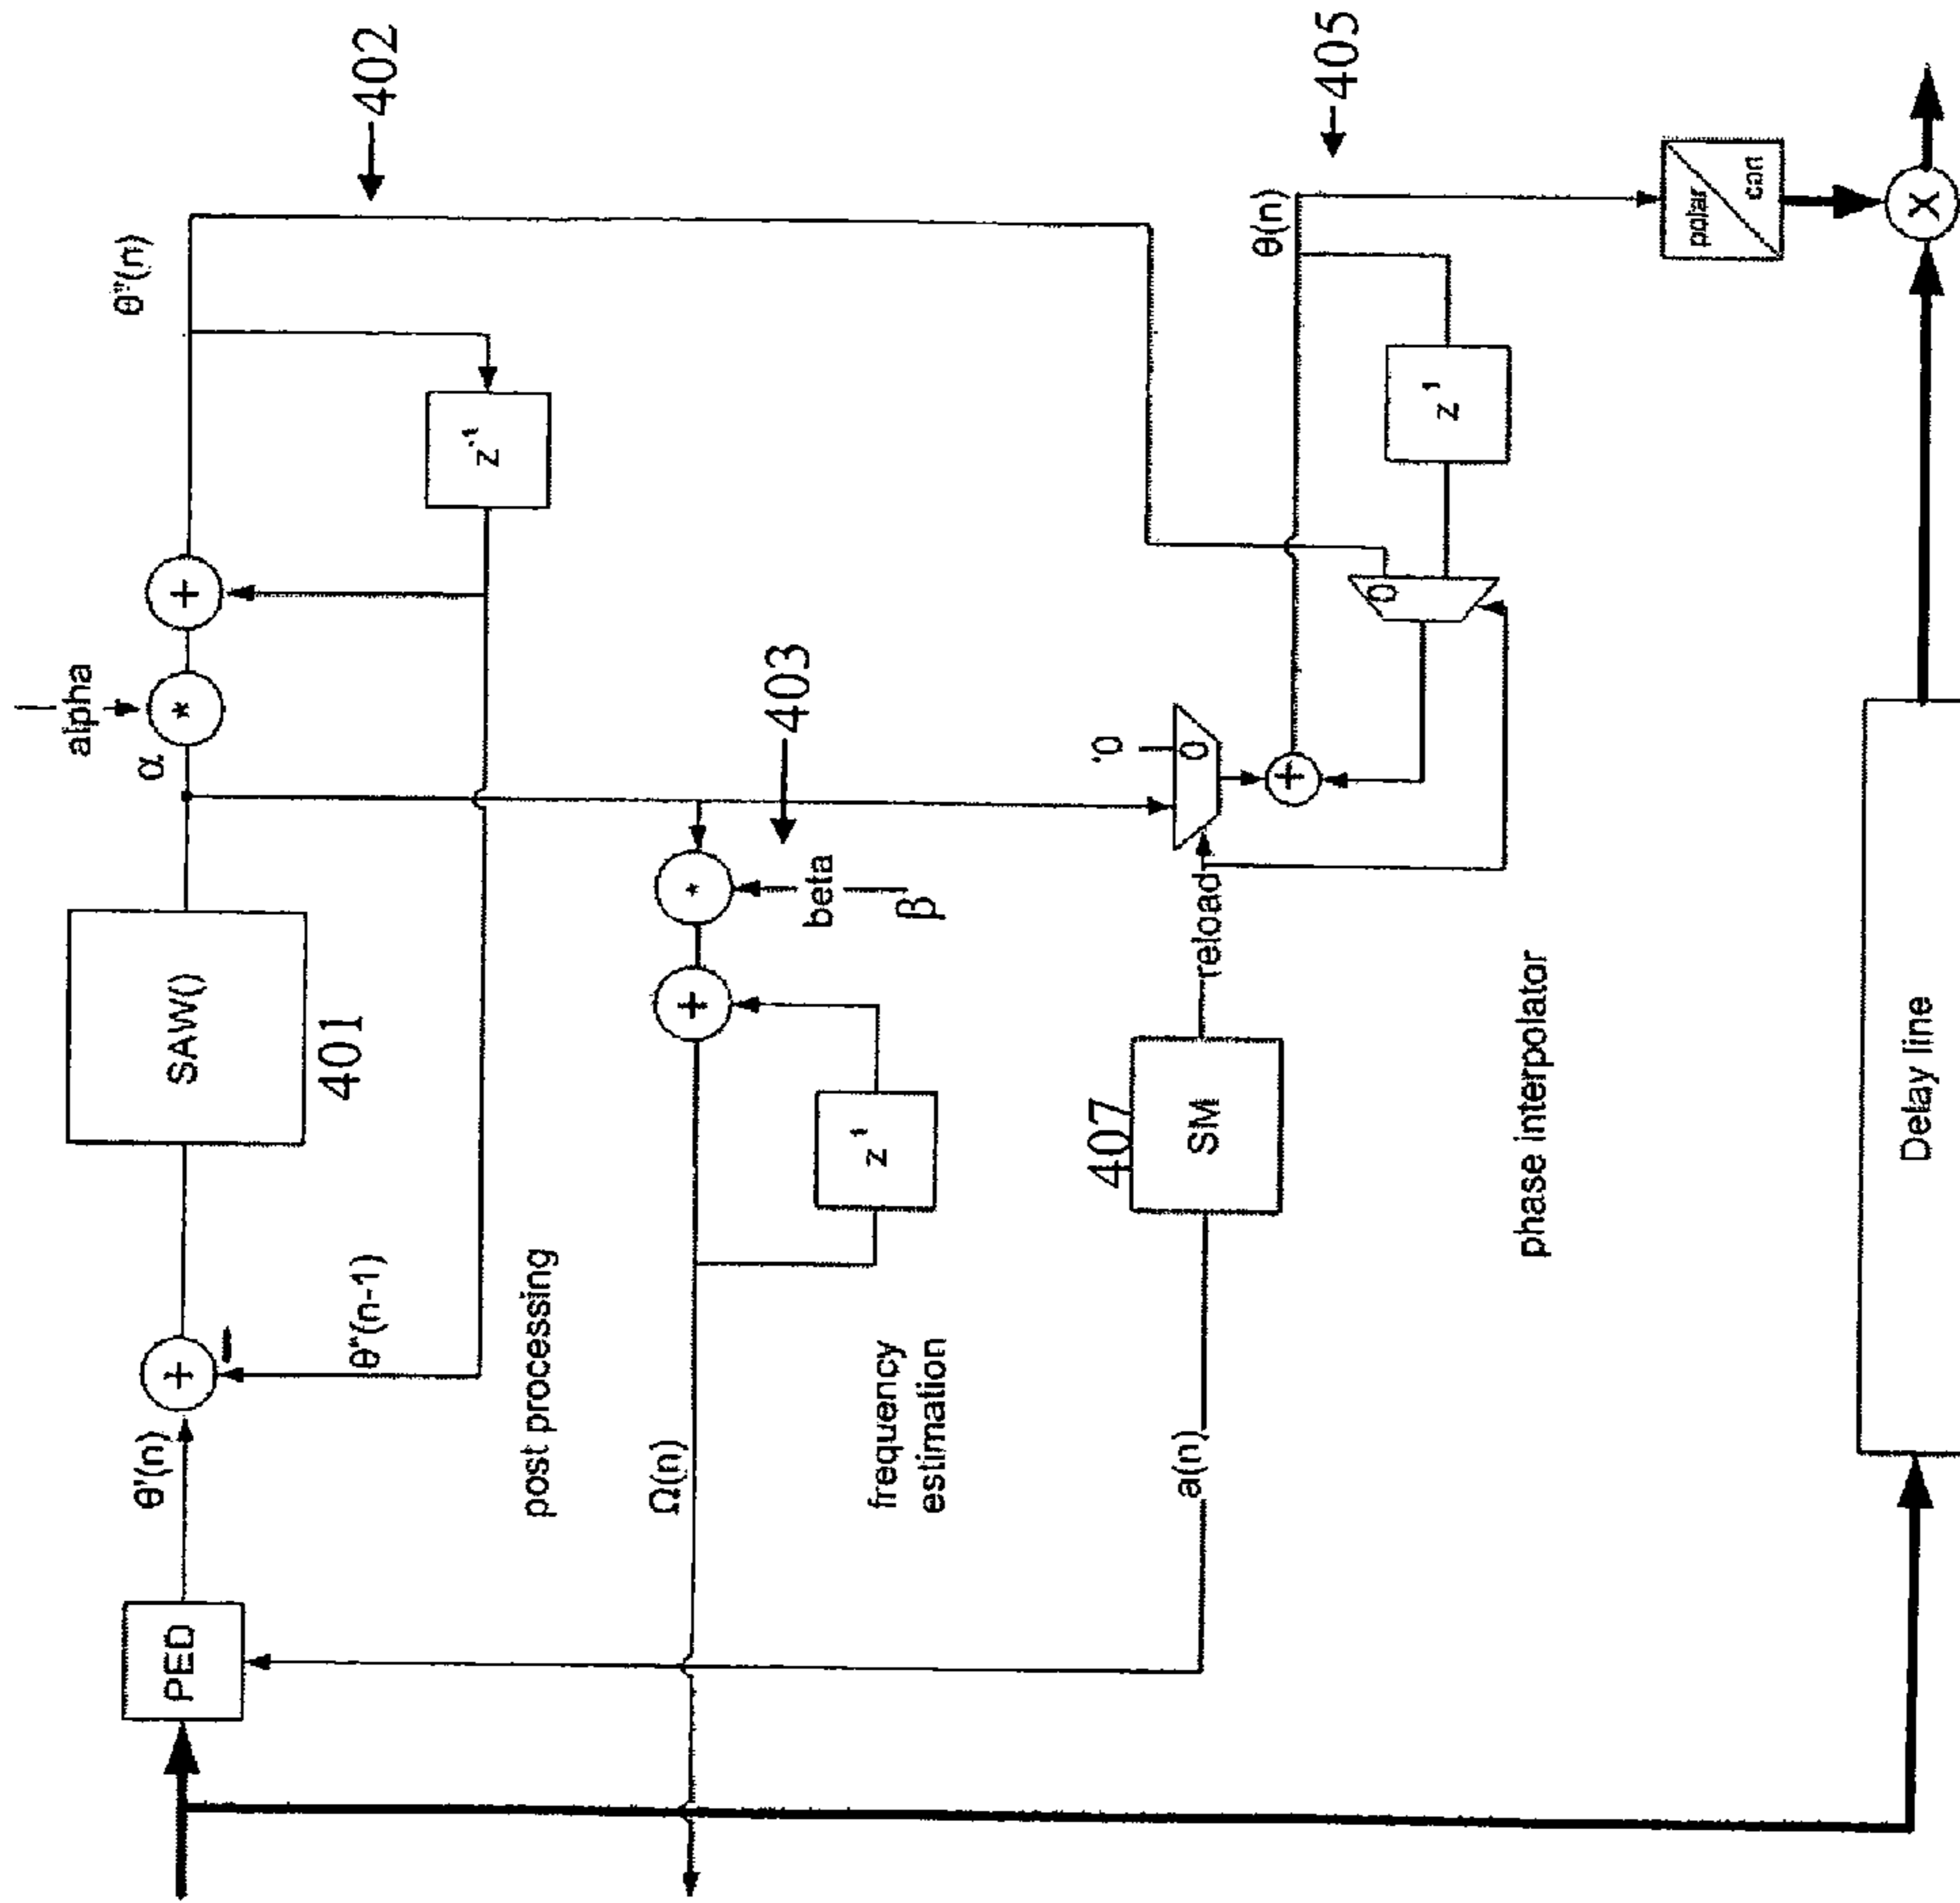 PED
θ'(n)
+
−
θ"(n-1)
SAW()
401
α
alpha
*
+
θ"(n)
402
z⁻¹
post processing
Ω(n)
frequency
estimation
+
z⁻¹
*
beta
β
403
a(n)
407
SM
reload
'0
0
+
0
z⁻¹
θ(n)
405
phase interpolator
polar
Delay line
X